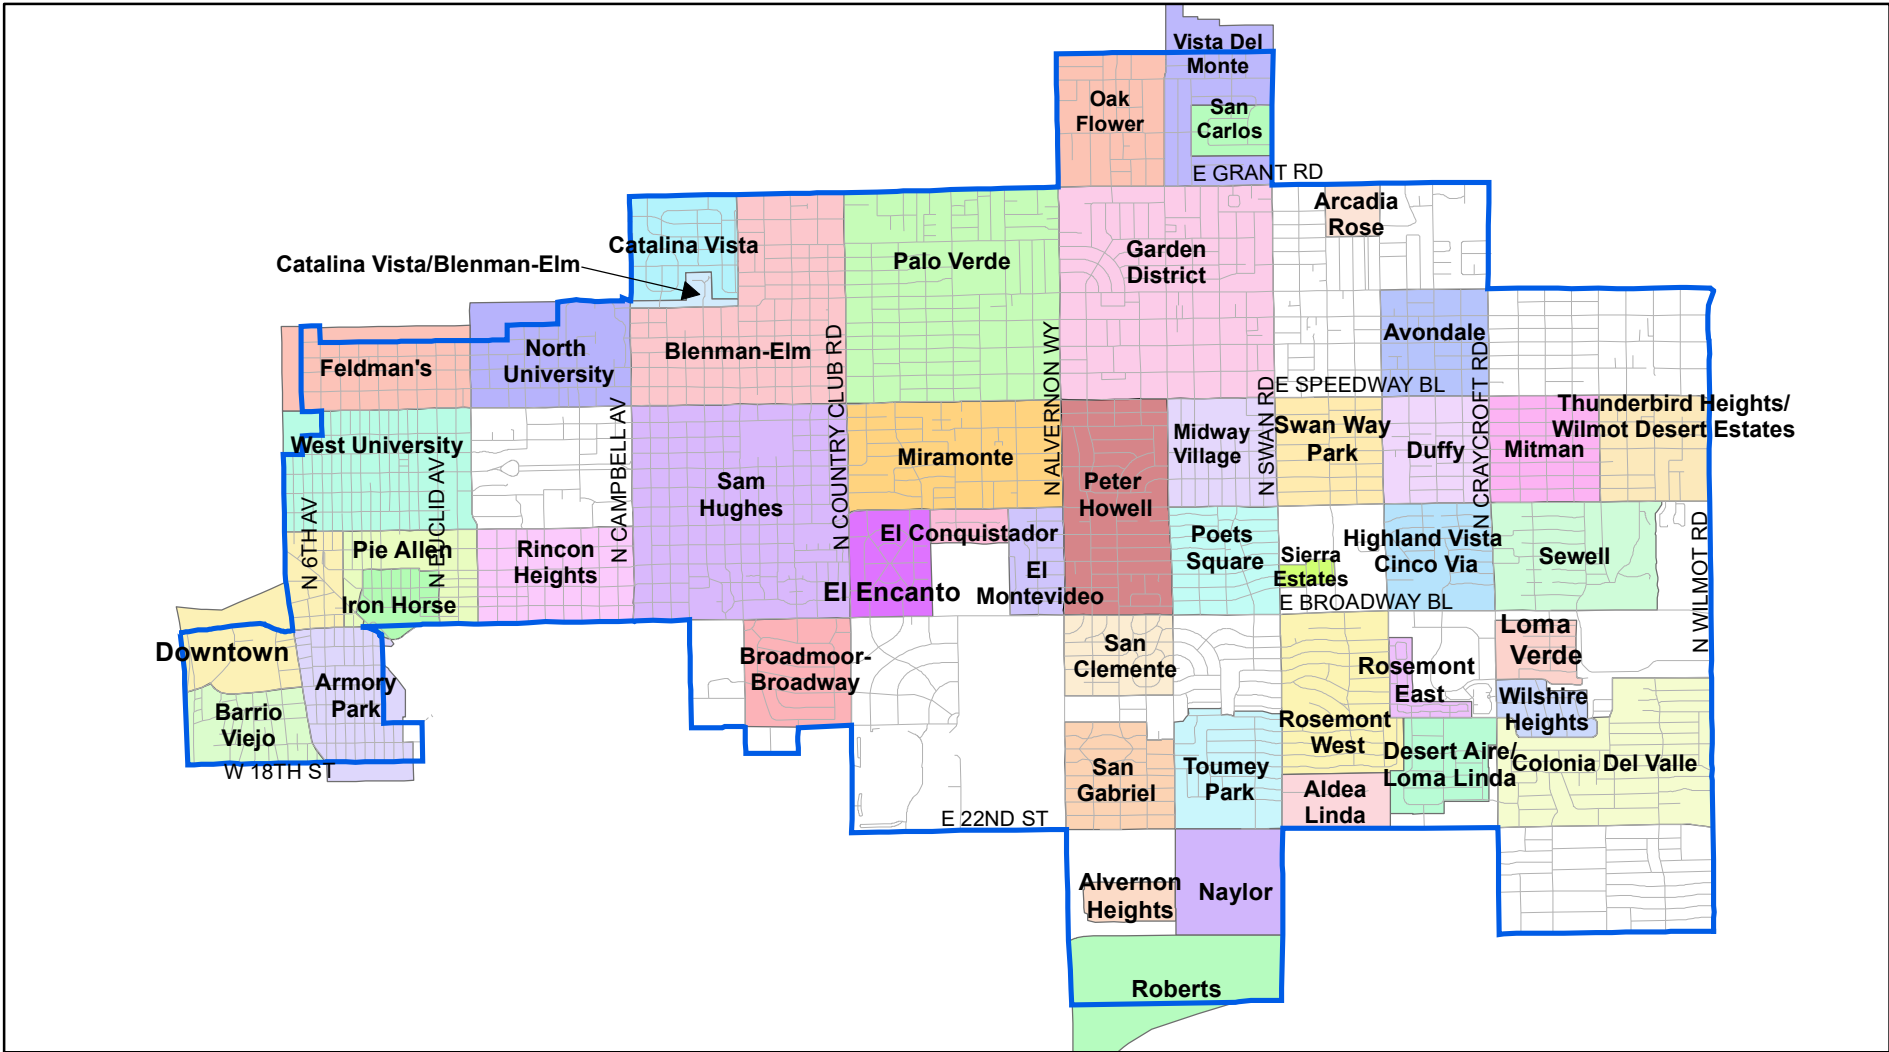 Vista Del
Monte
Oak
Flower
San
Carlos
E GRANT RD
Arcadia
Rose
Catalina Vista
Catalina Vista/Blenman-Elm
Palo Verde
Garden
District
Feldman's
North
University
Blenman-Elm
N COUNTRY CLUB RD
N ALVERNON WY
Avondale
N CRAYCROFT RD
E SPEEDWAY BL
N SWAN RD
Thunderbird Heights/
Wilmot Desert Estates
West University
N EUCLID AV
N CAMPBELL AV
Sam
Hughes
Miramonte
Peter
Howell
Midway
Village
Swan Way
Park
Duffy
Mitman
N 6TH AV
Pie Allen
Iron Horse
Rincon
Heights
El Conquistador
El Encanto
El
Montevideo
Poets
Square
Sierra
Estates
Highland Vista
Cinco Via
Sewell
N WILMOT RD
E BROADWAY BL
Downtown
Armory
Park
Barrio
Viejo
W 18TH ST
Broadmoor-
Broadway
San
Clemente
Rosemont
West
Rosemont
East
Loma
Verde
Wilshire
Heights
Desert Aire/
Loma Linda
Colonia Del Valle
San
Gabriel
Toumey
Park
Aldea
Linda
E 22ND ST
Alvernon
Heights
Naylor
Roberts